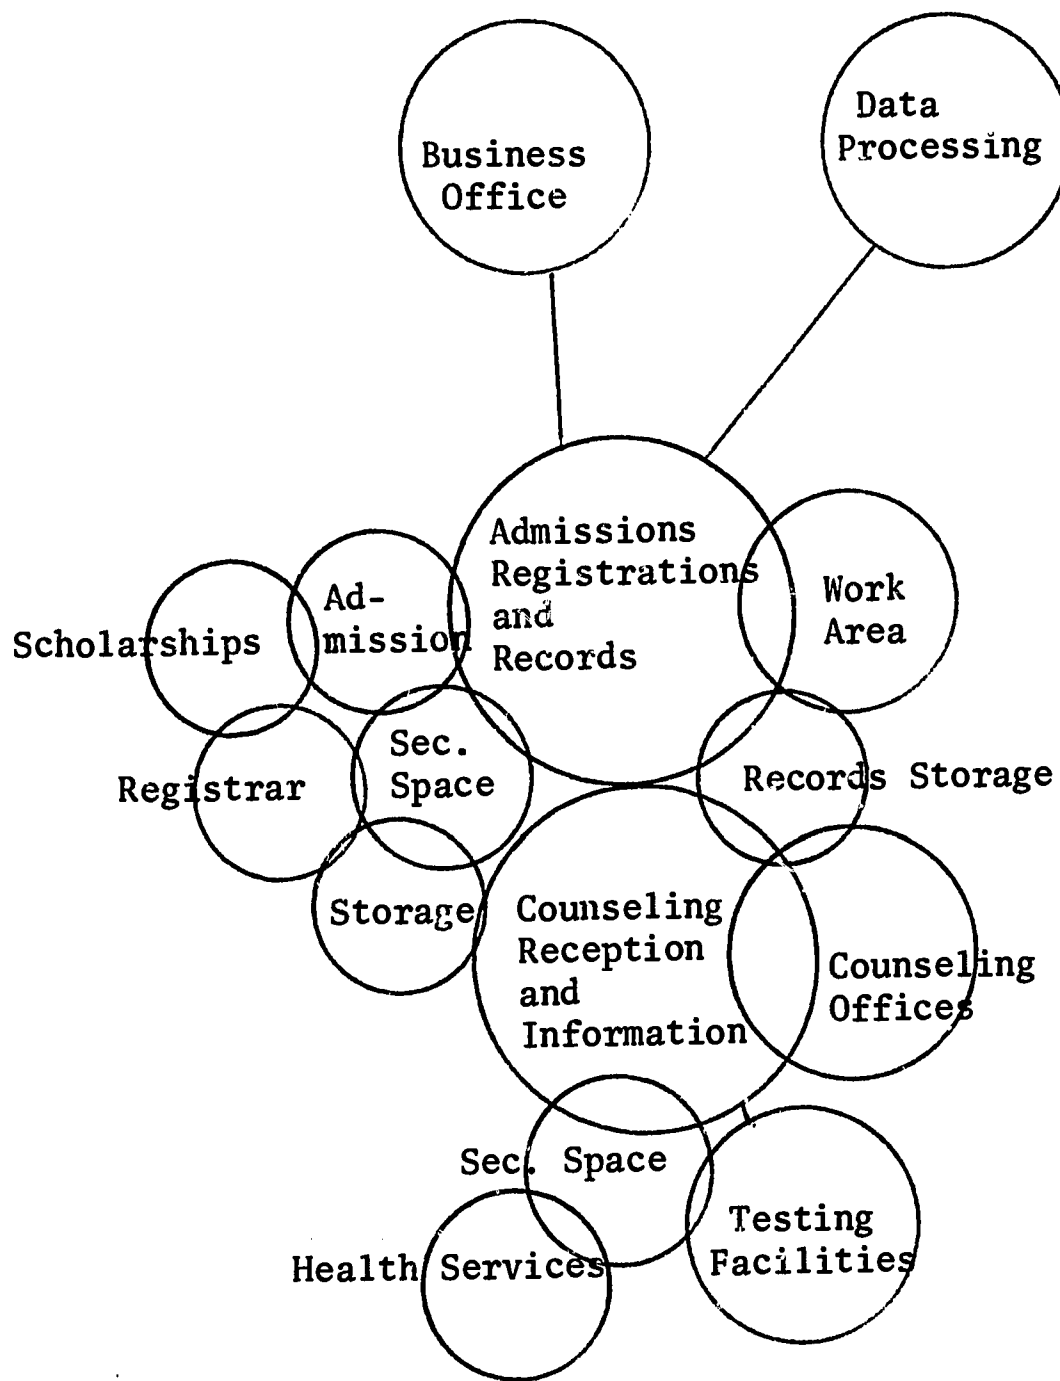 Business
Office
Data
Processing
Admissions
Registrations
and
Records
Work
Area
Ad-
mission
Scholarships
Sec.
Space
Registrar
Records Storage
Storage
Counseling
Reception
and
Information
Counseling
Offices
Sec. Space
Testing
Facilities
Health Services